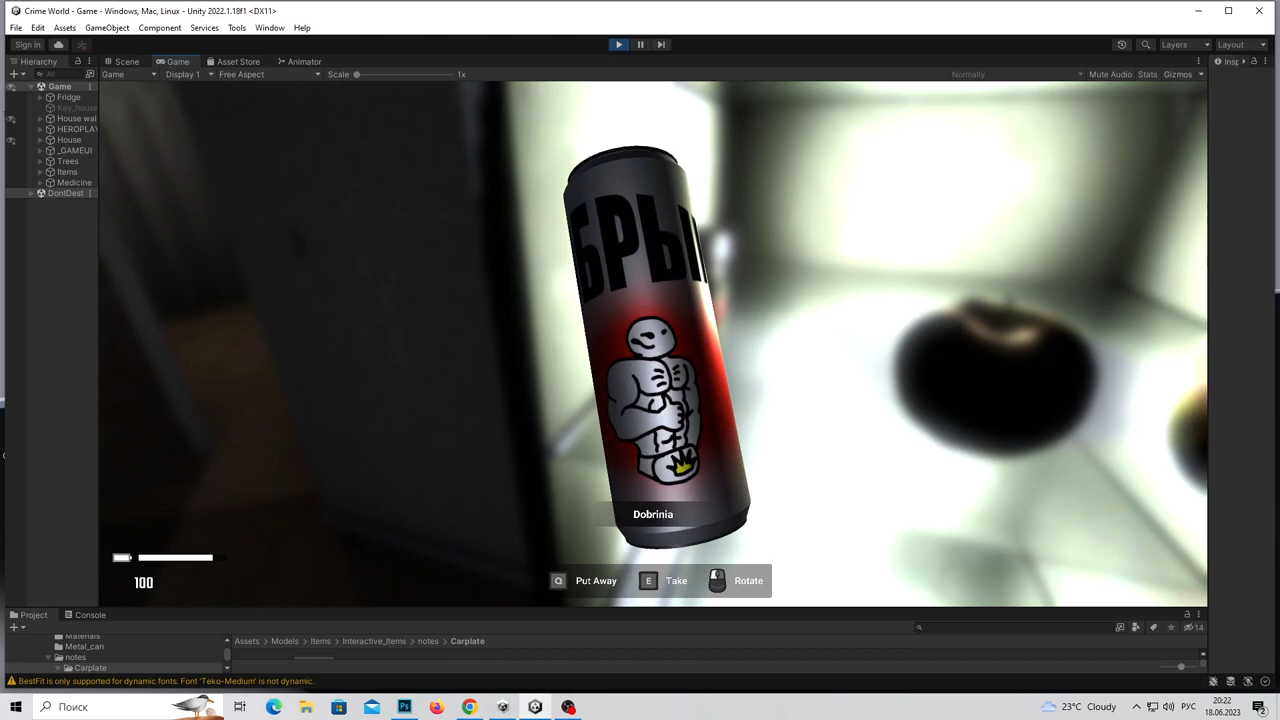 Crime World - Game - Windows, Mac, Linux - Unity 2022.1.18f1 <DX11>
File Edit Assets GameObject Component Services Tools Window Help
Sign in Layers Layout
Hierarchy Scene Game Asset Store Animator Insp
All Game Display 1 Free Aspect Scale 1x Normally Mute Audio Stats Gizmos
Game
Fridge
Key_house
House wal
HEROPLAY
House
_GAMEUI
Trees
Items
Medicine
DontDest
БРЫ
Dobrinia
100
Q Put Away E Take Rotate
Project Console
14
Materials
Metal_can
notes
Carplate
Assets > Models > Items > Interactive_Items > notes > Carplate
BestFit is only supported for dynamic fonts. Font 'Teko-Medium' is not dynamic.
Поиск
Ps
23°C Cloudy
РУС
20:22
18.06.2023
2